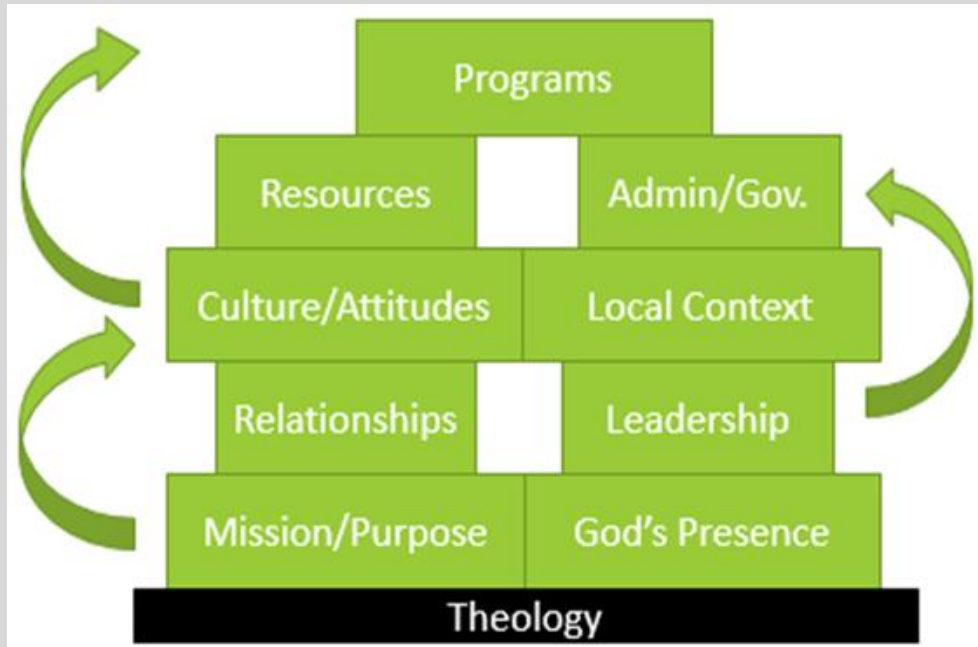 Programs
Resources
Admin/Gov.
Culture/Attitudes
Local Context
Relationships
Leadership
Mission/Purpose
God's Presence
Theology